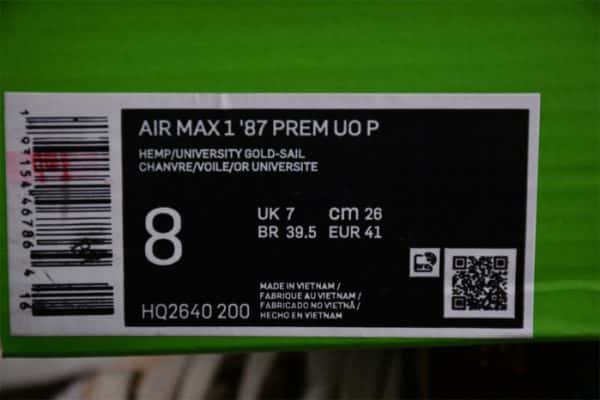 AIR MAX 1 '87 PREM UO P
HEMP/UNIVERSITY GOLD-SAIL
CHANVRE/VOILE/OR UNIVERSITE
8
UK 7 cm 26
BR 39.5 EUR 41
HQ2640 200
MADE IN VIETNAM /
FABRIQUE AU VIETNAM /
FABRICADO NO VIETNÃ /
HECHO EN VIETNAM